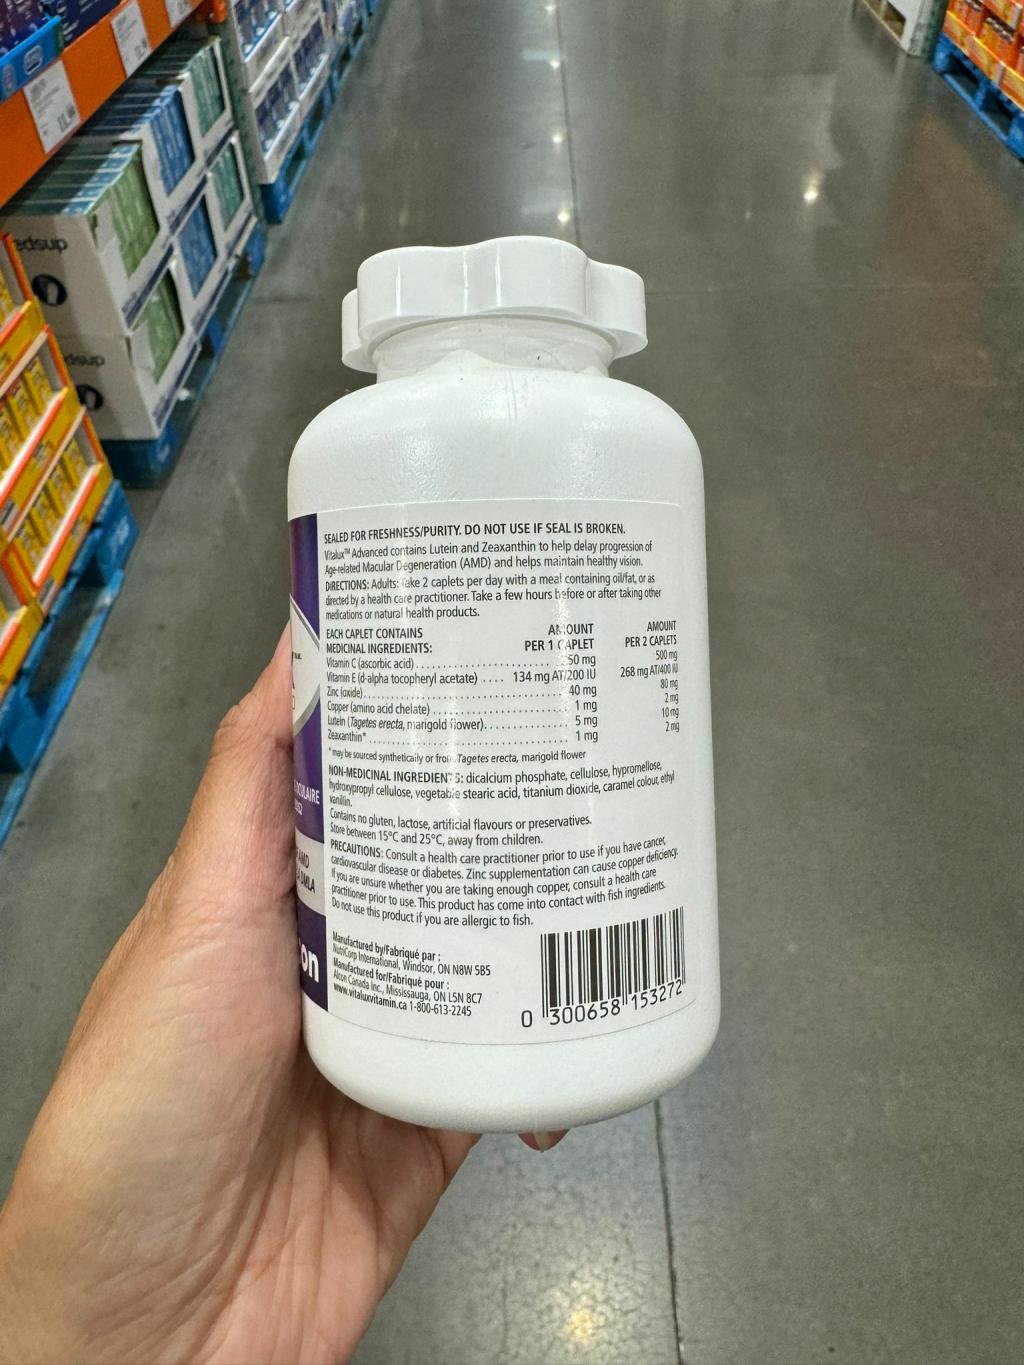 SEALED FOR FRESHNESS/PURITY. DO NOT USE IF SEAL IS BROKEN.
Vitalux™ Advanced contains Lutein and Zeaxanthin to help delay progression of
Age-related Macular Degeneration (AMD) and helps maintain healthy vision.
DIRECTIONS: Adults: Take 2 caplets per day with a meal containing oil/fat, or as
directed by a health care practitioner. Take a few hours before or after taking other
medications or natural health products.
EACH CAPLET CONTAINS AMOUNT AMOUNT
MEDICINAL INGREDIENTS: PER 1 CAPLET PER 2 CAPLETS
Vitamin C (ascorbic acid) 250 mg 500 mg
Vitamin E (d-alpha tocopheryl acetate) 134 mg AT/200 IU 268 mg AT/400 IU
Zinc (oxide) 40 mg 80 mg
Copper (amino acid chelate) 1 mg 2 mg
Lutein (Tagetes erecta, marigold flower) 5 mg 10 mg
Zeaxanthin* 1 mg 2 mg
* may be sourced synthetically or from Tagetes erecta, marigold flower
NON-MEDICINAL INGREDIENTS: dicalcium phosphate, cellulose, hypromellose,
hydroxypropyl cellulose, vegetable stearic acid, titanium dioxide, caramel colour, ethyl
vanillin.
Contains no gluten, lactose, artificial flavours or preservatives.
Store between 15°C and 25°C, away from children.
PRECAUTIONS: Consult a health care practitioner prior to use if you have cancer,
cardiovascular disease or diabetes. Zinc supplementation can cause copper deficiency.
If you are unsure whether you are taking enough copper, consult a health care
practitioner prior to use. This product has come into contact with fish ingredients.
Do not use this product if you are allergic to fish.
Manufactured by/Fabriqué par :
NutriCorp International, Windsor, ON N8W 5B5
Manufactured for/Fabriqué pour :
Alcon Canada Inc., Mississauga, ON L5N 8C7
www.vitaluxvitamin.ca 1-800-613-2245
0 300658 153272